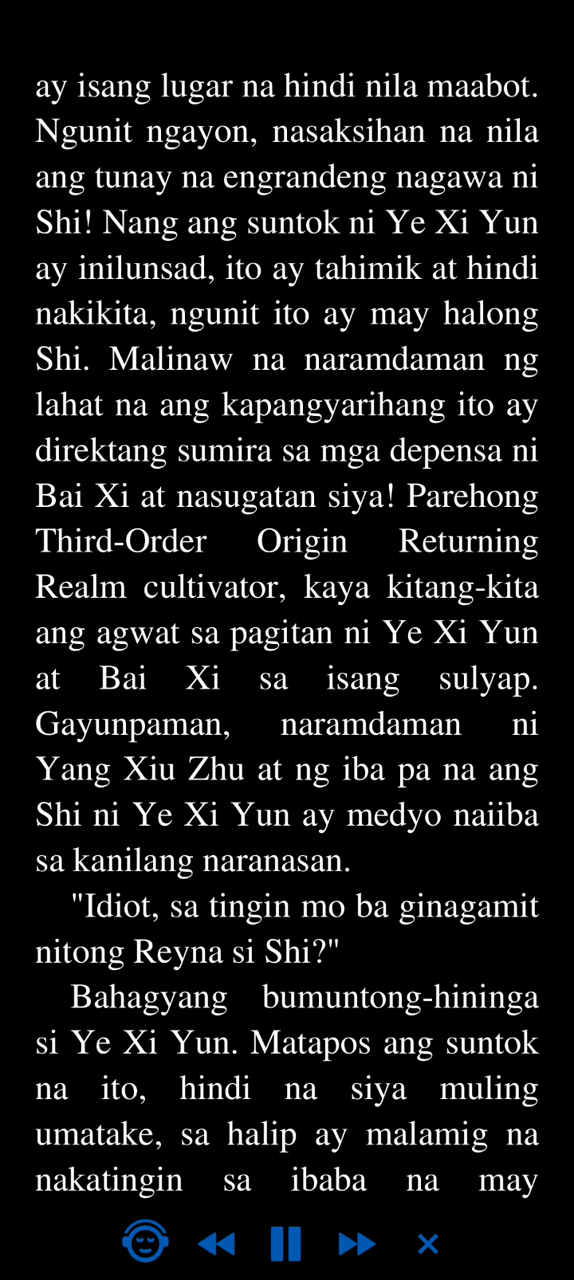 ay isang lugar na hindi nila maabot.
Ngunit ngayon, nasaksihan na nila
ang tunay na engrandeng nagawa ni
Shi! Nang ang suntok ni Ye Xi Yun
ay inilunsad, ito ay tahimik at hindi
nakikita, ngunit ito ay may halong
Shi. Malinaw na naramdaman ng
lahat na ang kapangyarihang ito ay
direktang sumira sa mga depensa ni
Bai Xi at nasugatan siya! Parehong
Third-Order Origin Returning
Realm cultivator, kaya kitang-kita
ang agwat sa pagitan ni Ye Xi Yun
at Bai Xi sa isang sulyap.
Gayunpaman, naramdaman ni
Yang Xiu Zhu at ng iba pa na ang
Shi ni Ye Xi Yun ay medyo naiiba
sa kanilang naranasan.
"Idiot, sa tingin mo ba ginagamit
nitong Reyna si Shi?"
Bahagyang bumuntong-hininga
si Ye Xi Yun. Matapos ang suntok
na ito, hindi na siya muling
umatake, sa halip ay malamig na
nakatingin sa ibaba na may